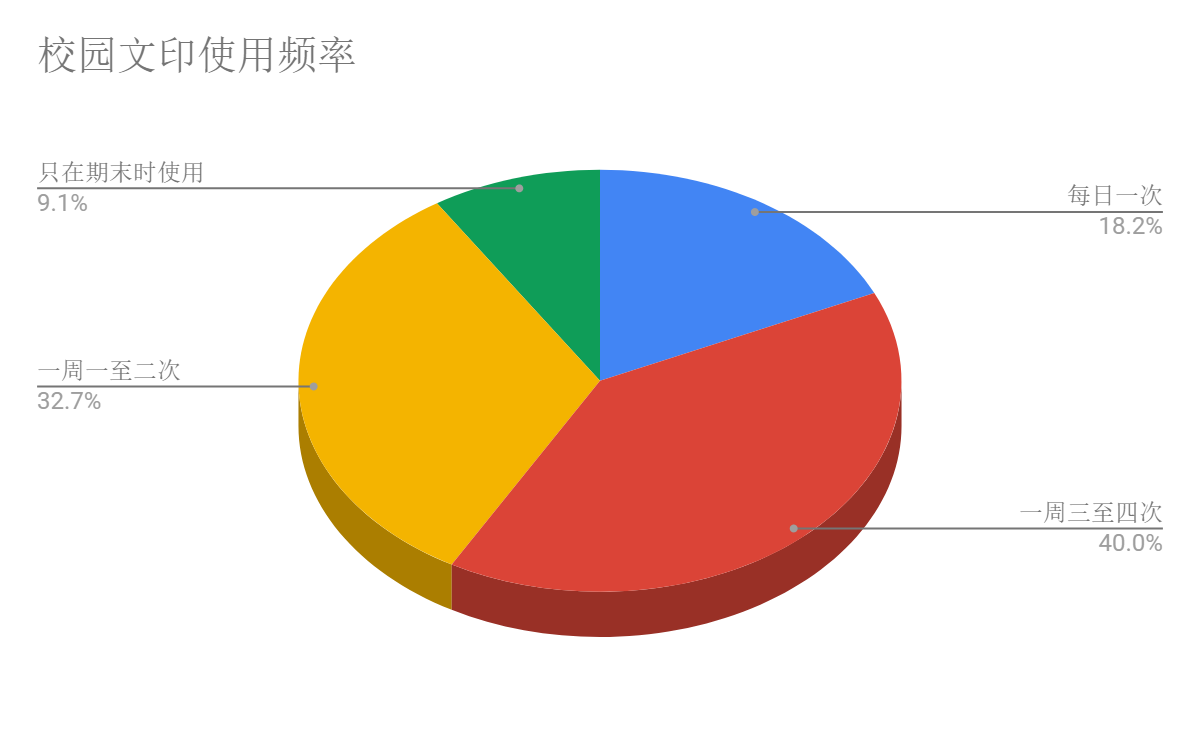 校园文印使用频率
只在期末时使用
9.1%
每日一次
18.2%
一周一至二次
32.7%
一周三至四次
40.0%